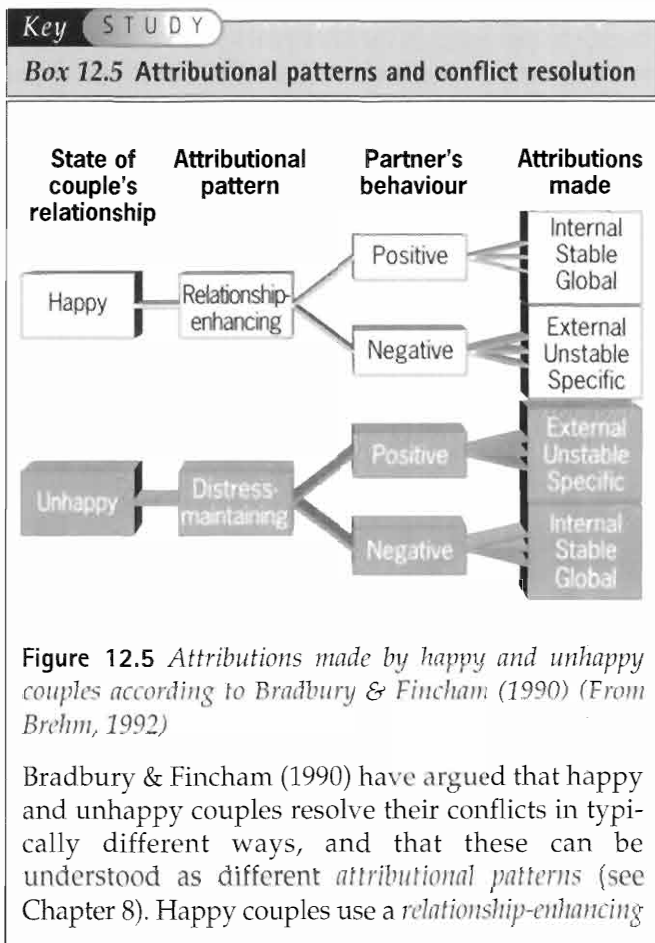 Key STUDY
Box 12.5 Attributional patterns and conflict resolution
State of couple's relationship
Attributional pattern
Partner's behaviour
Attributions made
Happy
Relationship-enhancing
Positive
Internal
Stable
Global
Negative
External
Unstable
Specific
Unhappy
Distress-maintaining
Positive
External
Unstable
Specific
Negative
Internal
Stable
Global
Figure 12.5 Attributions made by happy and unhappy
couples according to Bradbury & Fincham (1990) (From
Brehm, 1992)
Bradbury & Fincham (1990) have argued that happy
and unhappy couples resolve their conflicts in typi-
cally different ways, and that these can be
understood as different attributional patterns (see
Chapter 8). Happy couples use a relationship-enhancing